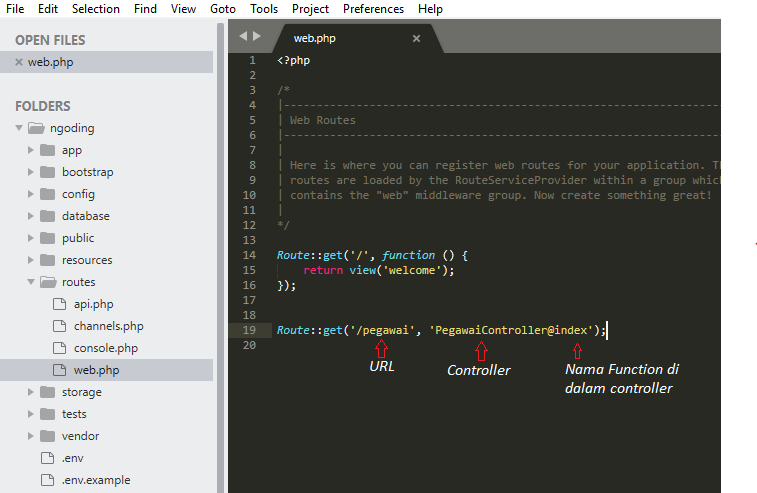 File Edit Selection Find View Goto Tools Project Preferences Help
OPEN FILES
web.php
FOLDERS
ngoding
app
bootstrap
config
database
public
resources
routes
api.php
channels.php
console.php
web.php
storage
tests
vendor
.env
.env.example
web.php
1 <?php
2
3 /*
4 |--------------------------------------------------------------------
5 | Web Routes
6 |--------------------------------------------------------------------
7 |
8 | Here is where you can register web routes for your application. Th
9 | routes are loaded by the RouteServiceProvider within a group which
10 | contains the "web" middleware group. Now create something great!
11 |
12 */
13
14 Route::get('/', function () {
15     return view('welcome');
16 });
17
18
19 Route::get('/pegawai', 'PegawaiController@index');
20
URL
Controller
Nama Function di
dalam controller